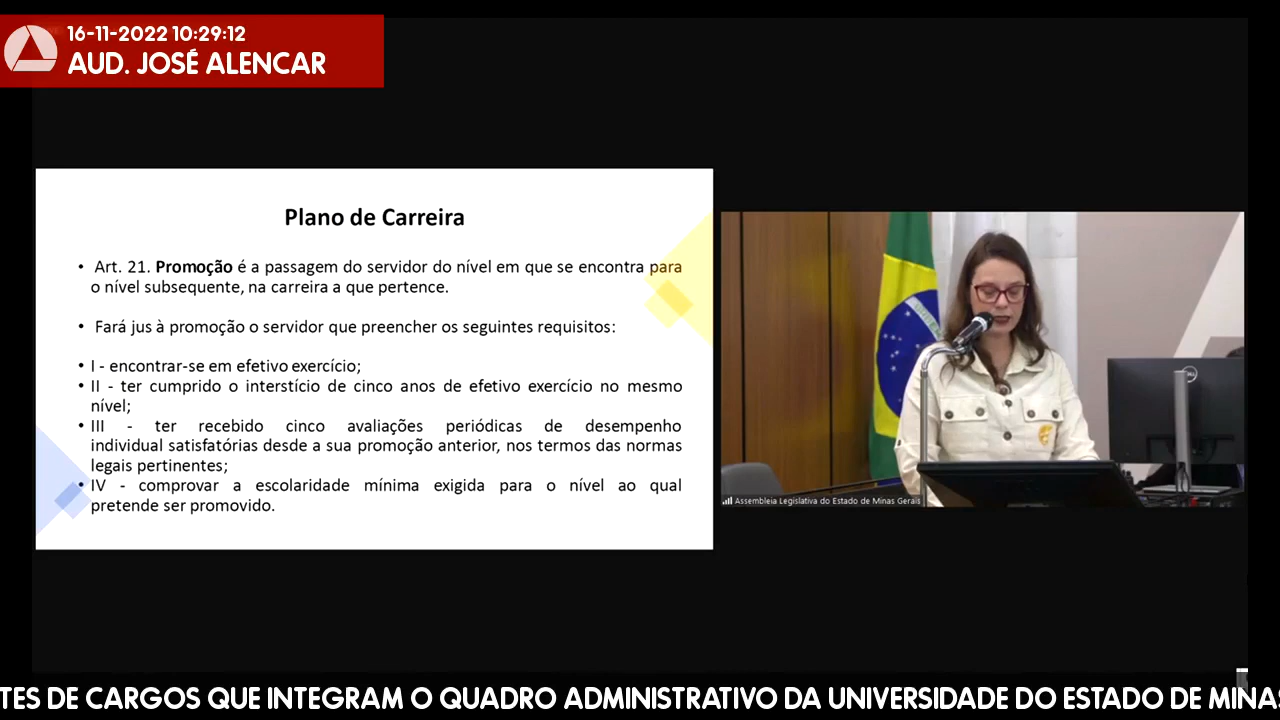 16-11-2022 10:29:12
AUD. JOSÉ ALENCAR
Plano de Carreira
• Art. 21. Promoção é a passagem do servidor do nível em que se encontra para
o nível subsequente, na carreira a que pertence.
• Fará jus à promoção o servidor que preencher os seguintes requisitos:
• I - encontrar-se em efetivo exercício;
• II - ter cumprido o interstício de cinco anos de efetivo exercício no mesmo
nível;
• III - ter recebido cinco avaliações periódicas de desempenho
individual satisfatórias desde a sua promoção anterior, nos termos das normas
legais pertinentes;
• IV - comprovar a escolaridade mínima exigida para o nível ao qual
pretende ser promovido.
DELL
Assembleia Legislativa do Estado de Minas Gerais
TES DE CARGOS QUE INTEGRAM O QUADRO ADMINISTRATIVO DA UNIVERSIDADE DO ESTADO DE MINAS